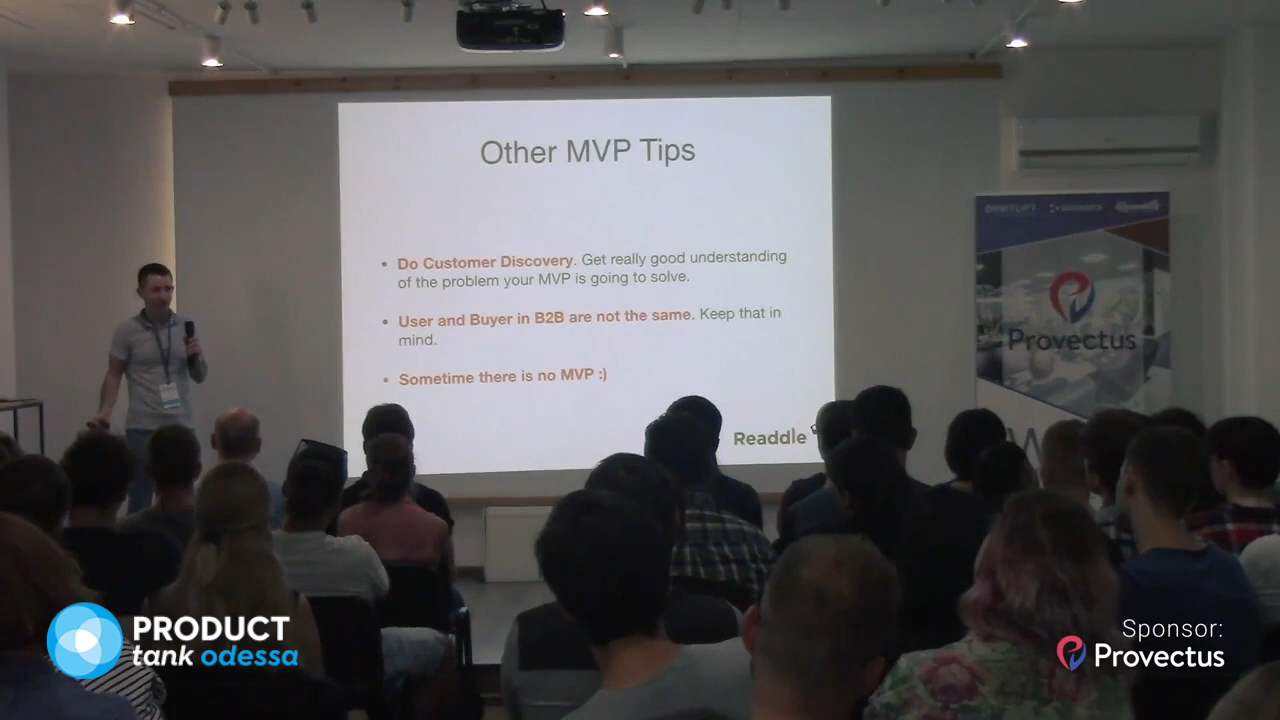 Other MVP Tips
• Do Customer Discovery. Get really good understanding
of the problem your MVP is going to solve.
• User and Buyer in B2B are not the same. Keep that in
mind.
• Sometime there is no MVP :)
Readdle
Provectus
PRODUCT
tank odessa
Sponsor:
Provectus